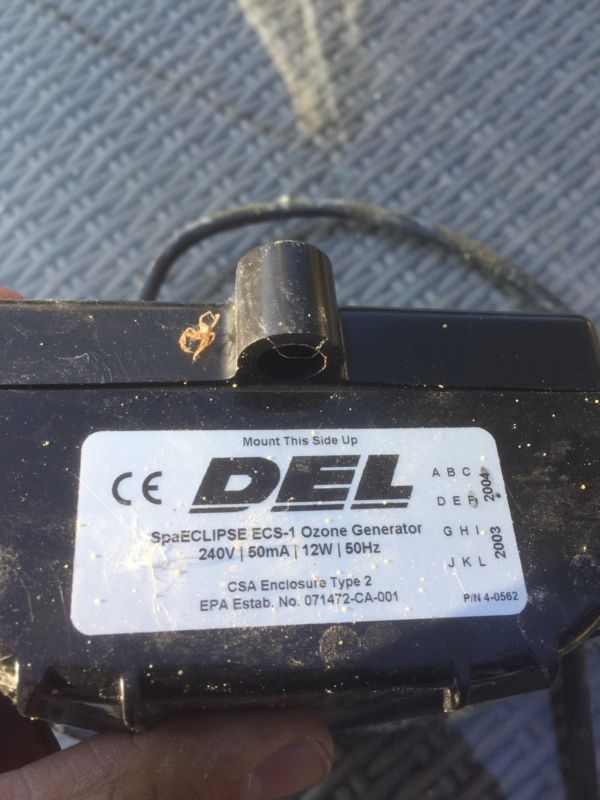 Mount This Side Up
CE DEL
SpaECLIPSE ECS-1 Ozone Generator
240V | 50mA | 12W | 50Hz
CSA Enclosure Type 2
EPA Estab. No. 071472-CA-001
A B C
D E F
G H I
J K L
2004
2003
P/N 4-0562